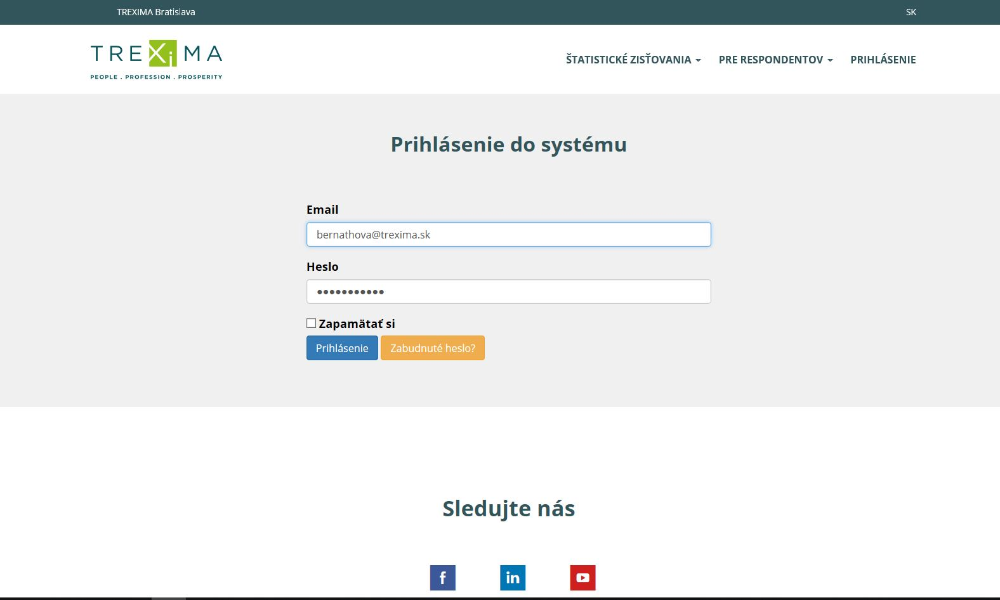 TREXIMA Bratislava
SK
TREXiMA
PEOPLE . PROFESSION . PROSPERITY
ŠTATISTICKÉ ZISŤOVANIA
PRE RESPONDENTOV
PRIHLÁSENIE
Prihlásenie do systému
Email
bernathova@trexima.sk
Heslo
•••••••••••
Zapamätať si
Prihlásenie
Zabudnuté heslo?
Sledujte nás
f
in